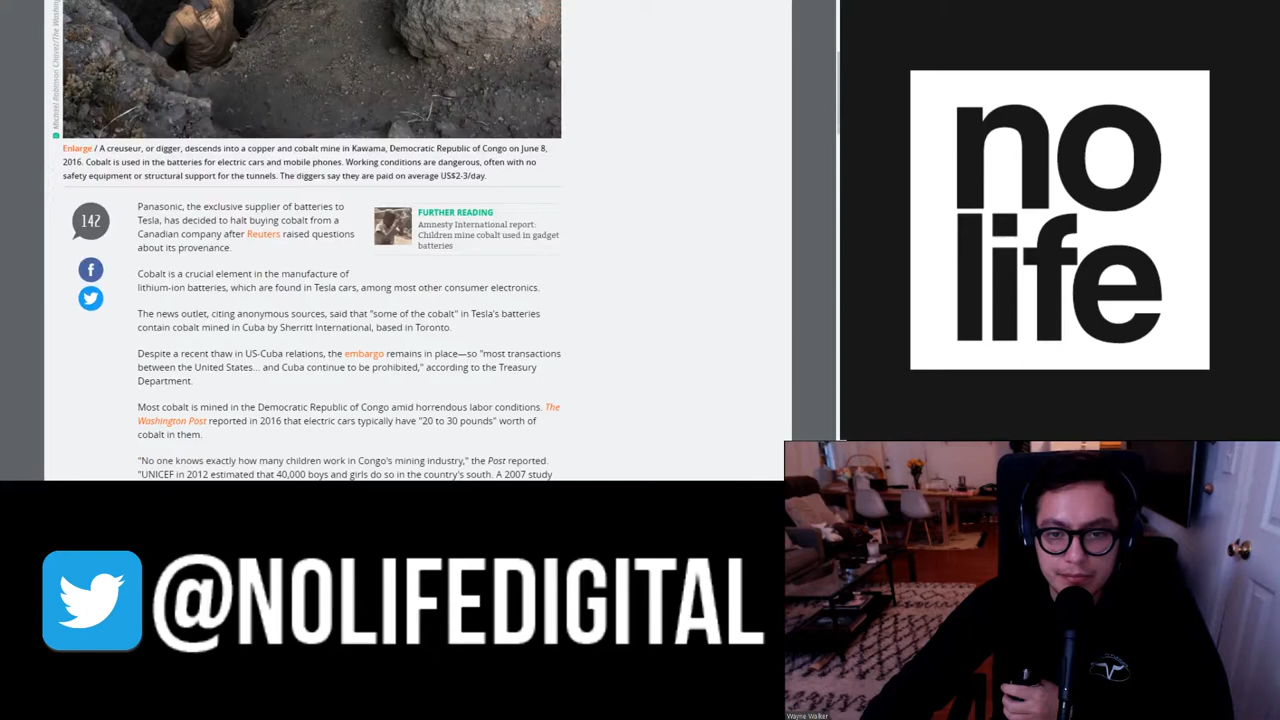 Enlarge / A creuseur, or digger, descends into a copper and cobalt mine in Kawama, Democratic Republic of Congo on June 8,
2016. Cobalt is used in the batteries for electric cars and mobile phones. Working conditions are dangerous, often with no
safety equipment or structural support for the tunnels. The diggers say they are paid on average US$2-3/day.
142
Panasonic, the exclusive supplier of batteries to
Tesla, has decided to halt buying cobalt from a
Canadian company after Reuters raised questions
about its provenance.
FURTHER READING
Amnesty International report:
Children mine cobalt used in gadget
batteries
Cobalt is a crucial element in the manufacture of
lithium-ion batteries, which are found in Tesla cars, among most other consumer electronics.
The news outlet, citing anonymous sources, said that "some of the cobalt" in Tesla's batteries
contain cobalt mined in Cuba by Sherritt International, based in Toronto.
Despite a recent thaw in US-Cuba relations, the embargo remains in place—so "most transactions
between the United States... and Cuba continue to be prohibited," according to the Treasury
Department.
Most cobalt is mined in the Democratic Republic of Congo amid horrendous labor conditions. The
Washington Post reported in 2016 that electric cars typically have "20 to 30 pounds" worth of
cobalt in them.
"No one knows exactly how many children work in Congo's mining industry," the Post reported.
"UNICEF in 2012 estimated that 40,000 boys and girls do so in the country's south. A 2007 study
no
life
@NOLIFEDIGITAL
Wayne Walker